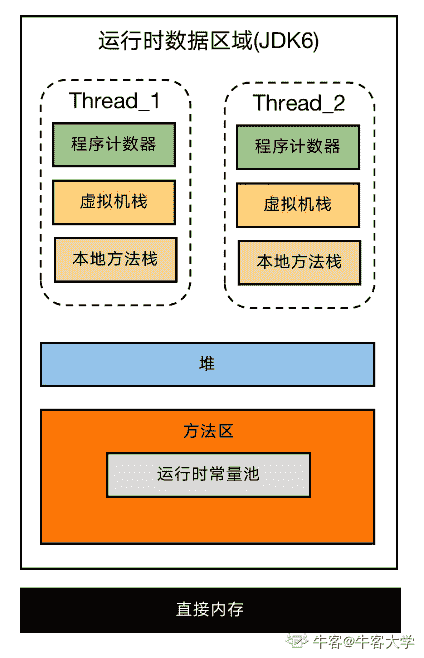 运行时数据区域(JDK6)
Thread_1
Thread_2
程序计数器
程序计数器
虚拟机栈
虚拟机栈
本地方法栈
本地方法栈
堆
方法区
运行时常量池
直接内存
牛客@牛客大学